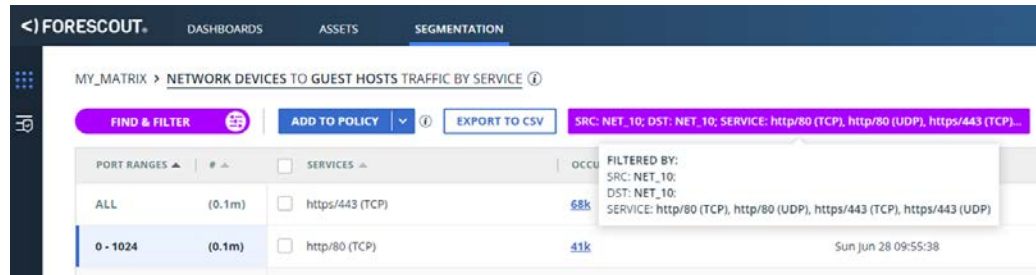 <) FORESCOUT. DASHBOARDS ASSETS SEGMENTATION
MY_MATRIX > NETWORK DEVICES TO GUEST HOSTS TRAFFIC BY SERVICE i
FIND & FILTER ADD TO POLICY i EXPORT TO CSV SRC: NET_10; DST: NET_10; SERVICE: http/80 (TCP), http/80 (UDP), https/443 (TCP)...
PORT RANGES # SERVICES OCCU
FILTERED BY:
SRC: NET_10:
DST: NET_10:
SERVICE: http/80 (TCP), http/80 (UDP), https/443 (TCP), https/443 (UDP)
ALL (0.1m) https/443 (TCP) 68k
0 - 1024 (0.1m) http/80 (TCP) 41k Sun Jun 28 09:55:38